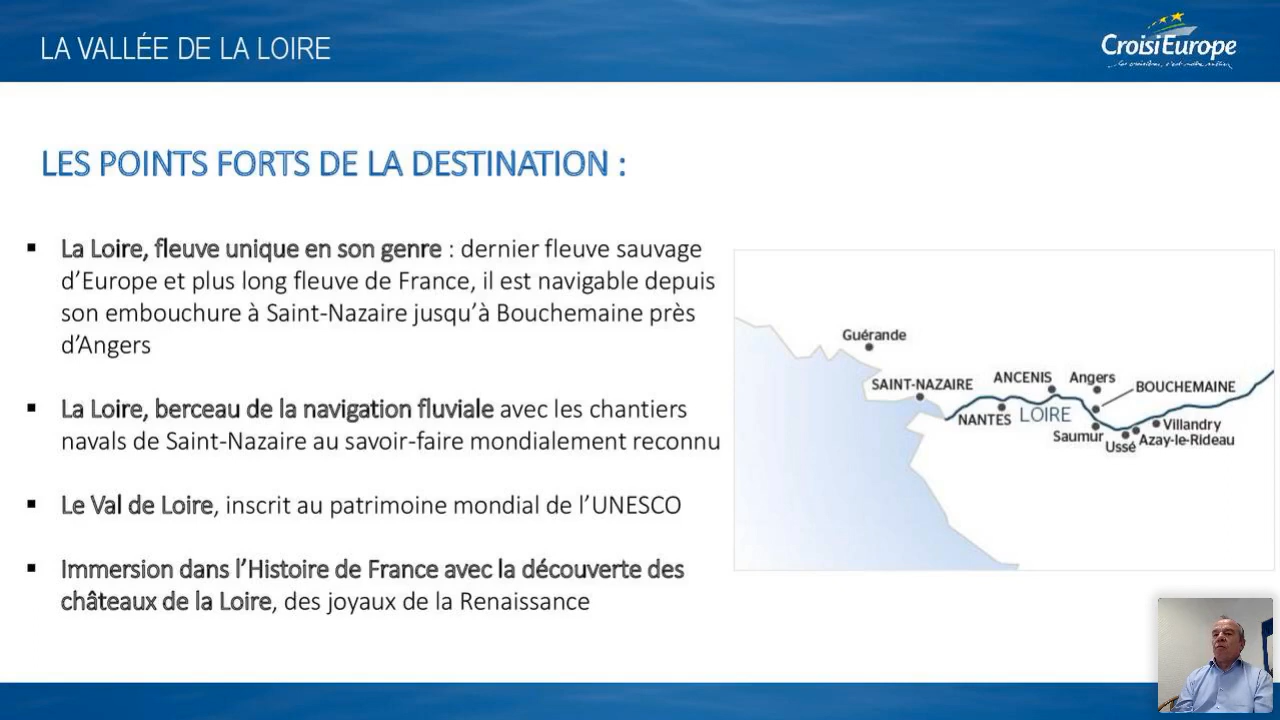 LA VALLÉE DE LA LOIRE
CroisiEurope
LES POINTS FORTS DE LA DESTINATION :
▪ La Loire, fleuve unique en son genre : dernier fleuve sauvage
d’Europe et plus long fleuve de France, il est navigable depuis
son embouchure à Saint-Nazaire jusqu’à Bouchemaine près
d’Angers
▪ La Loire, berceau de la navigation fluviale avec les chantiers
navals de Saint-Nazaire au savoir-faire mondialement reconnu
▪ Le Val de Loire, inscrit au patrimoine mondial de l’UNESCO
▪ Immersion dans l’Histoire de France avec la découverte des
châteaux de la Loire, des joyaux de la Renaissance
Guérande
SAINT-NAZAIRE
ANCENIS
Angers
BOUCHEMAINE
NANTES
LOIRE
Saumur
Ussé
Villandry
Azay-le-Rideau